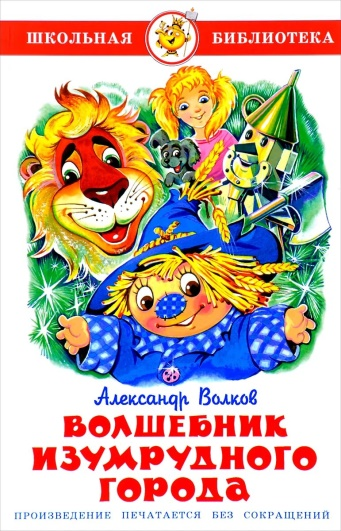 ШКОЛЬНАЯ БИБЛИОТЕКА
Александр Волков
ВОЛШЕБНИК
ИЗУМРУДНОГО
ГОРОДА
ПРОИЗВЕДЕНИЕ ПЕЧАТАЕТСЯ БЕЗ СОКРАЩЕНИЙ